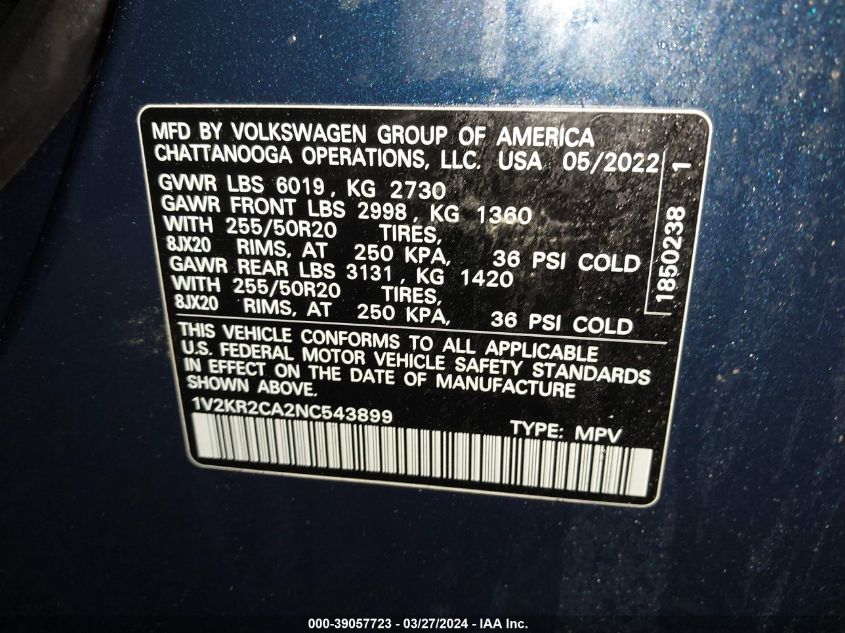 MFD BY VOLKSWAGEN GROUP OF AMERICA
CHATTANOOGA OPERATIONS, LLC. USA 05/2022
GVWR LBS 6019, KG 2730
GAWR FRONT LBS 2998, KG 1360
WITH 255/50R20 TIRES,
8JX20 RIMS, AT 250 KPA, 36 PSI COLD
GAWR REAR LBS 3131, KG 1420
WITH 255/50R20 TIRES,
8JX20 RIMS, AT 250 KPA, 36 PSI COLD
1850238 1
THIS VEHICLE CONFORMS TO ALL APPLICABLE
U.S. FEDERAL MOTOR VEHICLE SAFETY STANDARDS
IN EFFECT ON THE DATE OF MANUFACTURE
SHOWN ABOVE.
1V2KR2CA2NC543899 TYPE: MPV
000-39057723 - 03/27/2024 - IAA Inc.